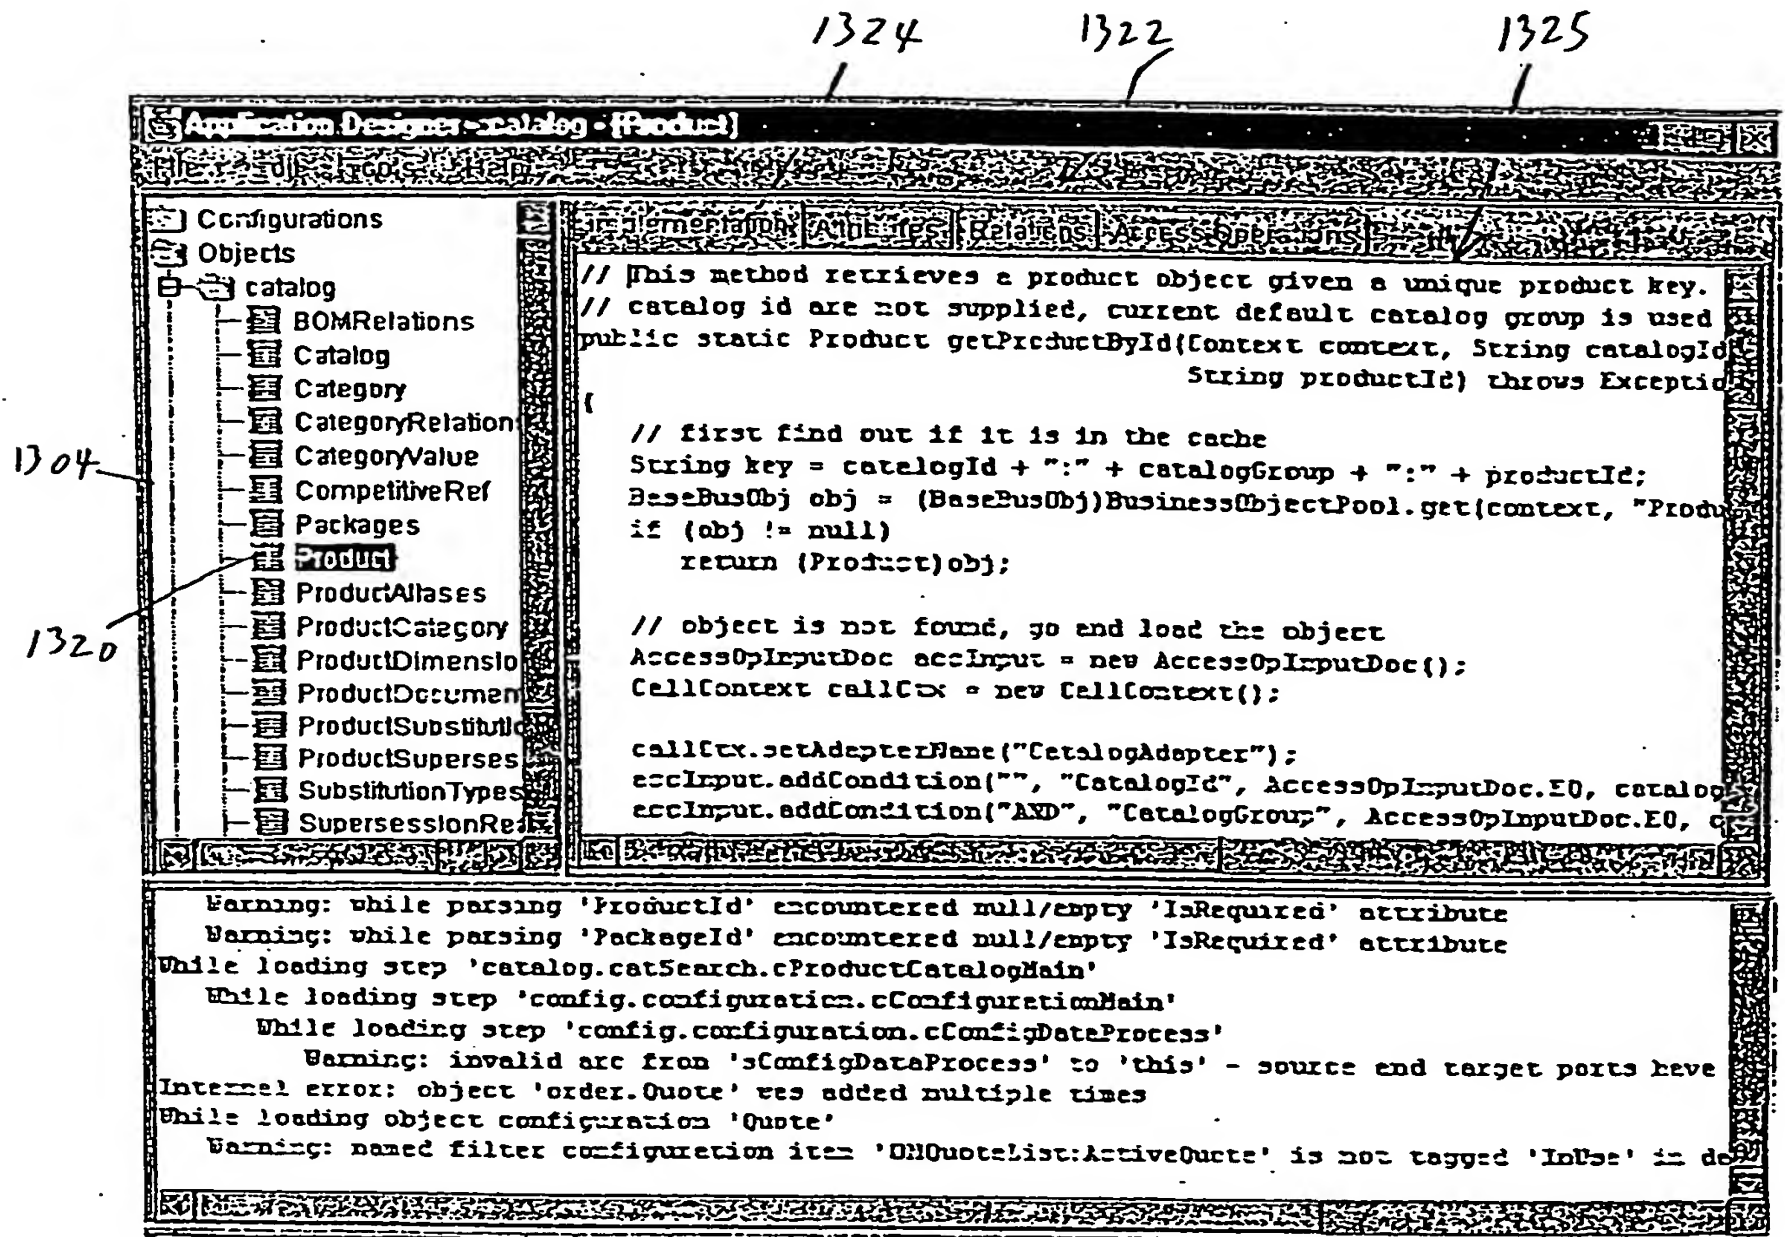 1324 1322 1325
Application Designer - catalog - [Product]
File Edit Tools Help
Configurations
Objects
catalog
BOMRelations
Catalog
Category
CategoryRelation
CategoryValue
CompetitiveRef
Packages
Product
ProductAliases
ProductCategory
ProductDimensio
ProductDocumen
ProductSubstitutio
ProductSuperses
SubstitutionTypes
SupersessionRe
1304
1320
Implementation Attributes Relations Access Operations
// This method retrieves a product object given a unique product key.
// catalog id are not supplied, current default catalog group is used
public static Product getProductById(Context context, String catalogId
String productId) throws Exceptio
{
// first find out if it is in the cache
String key = catalogId + ":" + catalogGroup + ":" + productId;
BaseBusObj obj = (BaseBusObj)BusinessObjectPool.get(context, "Produ
if (obj != null)
return (Product)obj;
// object is not found, go and load the object
AccessOpInputDoc accInput = new AccessOpInputDoc();
CallContext callCtx = new CallContext();
callCtx.setAdapterName("CatalogAdapter");
accInput.addCondition("", "CatalogId", AccessOpInputDoc.EQ, catalog
accInput.addCondition("AND", "CatalogGroup", AccessOpInputDoc.EQ, c
Warning: while parsing 'ProductId' encountered null/empty 'IsRequired' attribute
Warning: while parsing 'PackageId' encountered null/empty 'IsRequired' attribute
While loading step 'catalog.catSearch.cProductCatalogMain'
While loading step 'config.configuration.cConfigurationMain'
While loading step 'config.configuration.cConfigDataProcess'
Warning: invalid arc from 'sConfigDataProcess' to 'this' - source and target ports have
Internal error: object 'order.Quote' was added multiple times
While loading object configuration 'Quote'
Warning: named filter configuration item 'OMQuoteList:ActiveQuote' is not tagged 'InUse' in de